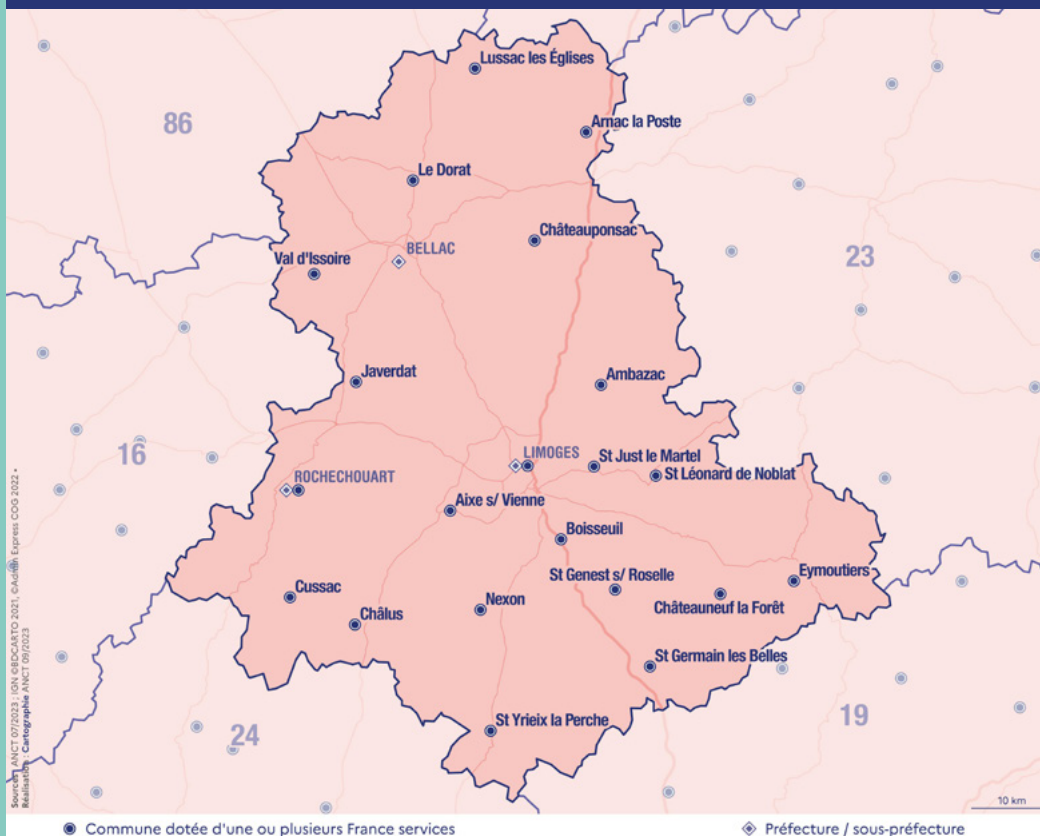 Lussac les Églises
86
Arnac la Poste
Le Dorat
Châteauponsac
BELLAC
Val d'Issoire
23
Javerdat
Ambazac
16
LIMOGES
St Just le Martel
St Léonard de Noblat
ROCHECHOUART
Aixe s/ Vienne
Boisseuil
St Genest s/ Roselle
Eymoutiers
Cussac
Nexon
Châteauneuf la Forêt
Châlus
St Germain les Belles
St Yrieix la Perche
19
24
Sources : ANCT 07/2023 ; IGN ©BDCARTO 2021, ©Admin Express COG 2022 •
Réalisation : Cartographie ANCT 09/2023
10 km
Commune dotée d'une ou plusieurs France services
Préfecture / sous-préfecture